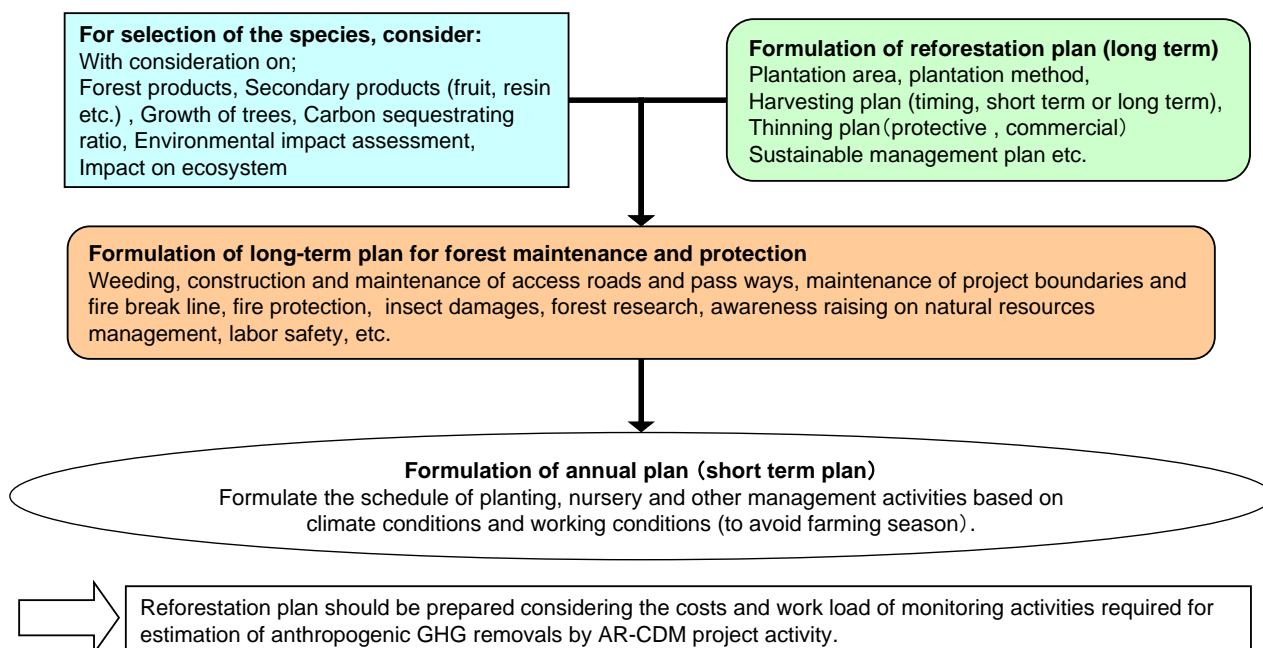 For selection of the species, consider:
With consideration on;
Forest products, Secondary products (fruit, resin
etc.) , Growth of trees, Carbon sequestrating
ratio, Environmental impact assessment,
Impact on ecosystem
Formulation of reforestation plan (long term)
Plantation area, plantation method,
Harvesting plan (timing, short term or long term),
Thinning plan（protective , commercial）
Sustainable management plan etc.
Formulation of long-term plan for forest maintenance and protection
Weeding, construction and maintenance of access roads and pass ways, maintenance of project boundaries and
fire break line, fire protection,  insect damages, forest research, awareness raising on natural resources
management, labor safety, etc.
Formulation of annual plan（short term plan）
Formulate the schedule of planting, nursery and other management activities based on
climate conditions and working conditions (to avoid farming season）.
Reforestation plan should be prepared considering the costs and work load of monitoring activities required for
estimation of anthropogenic GHG removals by AR-CDM project activity.